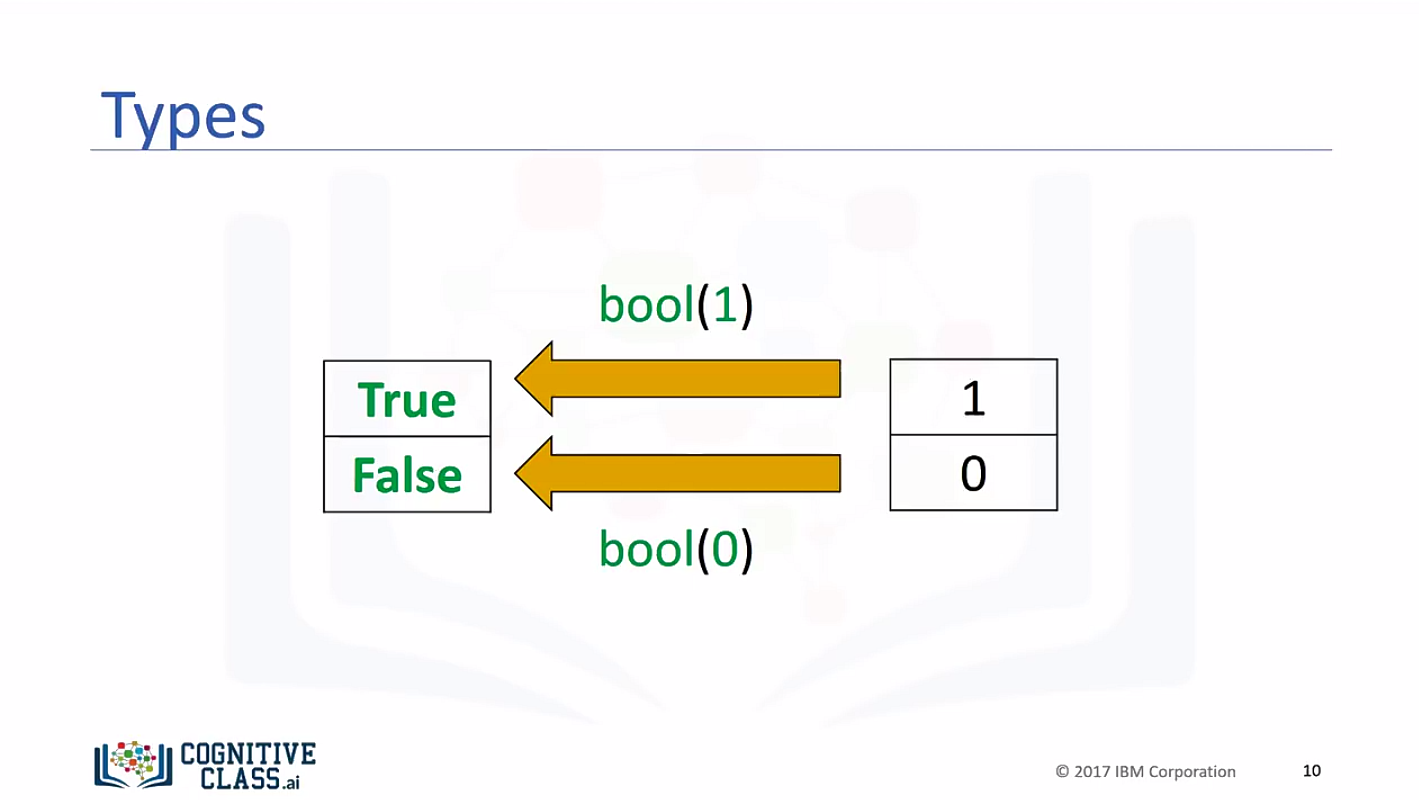 Types
bool(1)
True
1
False
0
bool(0)
COGNITIVE
CLASS.ai
© 2017 IBM Corporation
10